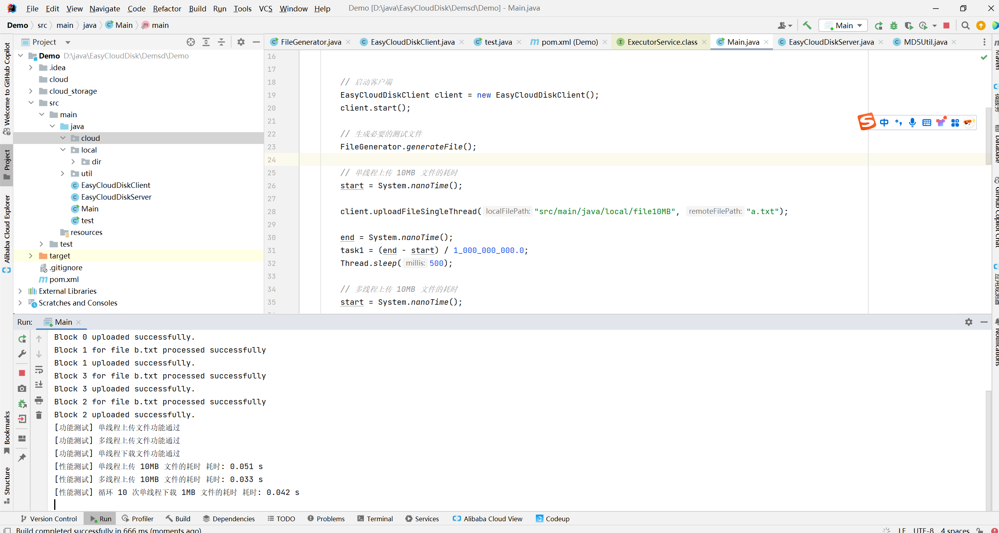 File Edit View Navigate Code Refactor Build Run Tools VCS Window Help Demo [D:\java\EasyCloudDisk\Demsd\Demo] - Main.java
Demo src main java Main main
Main
Project
FileGenerator.java EasyCloudDiskClient.java test.java pom.xml (Demo) ExecutorService.class Main.java EasyCloudDiskServer.java MD5Util.java
Welcome to GitHub Copilot
Project
Alibaba Cloud Explorer
Bookmarks
Structure
Demo D:\java\EasyCloudDisk\Demsd\Demo
.idea
cloud
cloud_storage
src
main
java
cloud
local
dir
util
EasyCloudDiskClient
EasyCloudDiskServer
Main
test
resources
test
target
.gitignore
pom.xml
External Libraries
Scratches and Consoles
16
17
18 // 启动客户端
19 EasyCloudDiskClient client = new EasyCloudDiskClient();
20 client.start();
21
22 // 生成必要的测试文件
23 FileGenerator.generateFile();
24
25 // 单线程上传 10MB 文件的耗时
26 start = System.nanoTime();
27
28 client.uploadFileSingleThread( localFilePath: "src/main/java/local/file10MB", remoteFilePath: "a.txt");
29
30 end = System.nanoTime();
31 task1 = (end - start) / 1_000_000_000.0;
32 Thread.sleep( millis: 500);
33
34 // 多线程上传 10MB 文件的耗时
35 start = System.nanoTime();
中
Maven
Database
GitHub Copilot Chat
应用观测器
Notifications
Run: Main
Block 0 uploaded successfully.
Block 1 for file b.txt processed successfully
Block 1 uploaded successfully.
Block 3 for file b.txt processed successfully
Block 3 uploaded successfully.
Block 2 for file b.txt processed successfully
Block 2 uploaded successfully.
[功能测试] 单线程上传文件功能通过
[功能测试] 多线程上传文件功能通过
[功能测试] 单线程下载文件功能通过
[性能测试] 单线程上传 10MB 文件的耗时 耗时: 0.051 s
[性能测试] 多线程上传 10MB 文件的耗时 耗时: 0.033 s
[性能测试] 循环 10 次单线程下载 1MB 文件的耗时 耗时: 0.042 s
Version Control Run Profiler Build Dependencies TODO Problems Terminal Services Alibaba Cloud View Codeup
Build completed successfully in 666 ms (moments ago) LF UTF-8 4 spaces